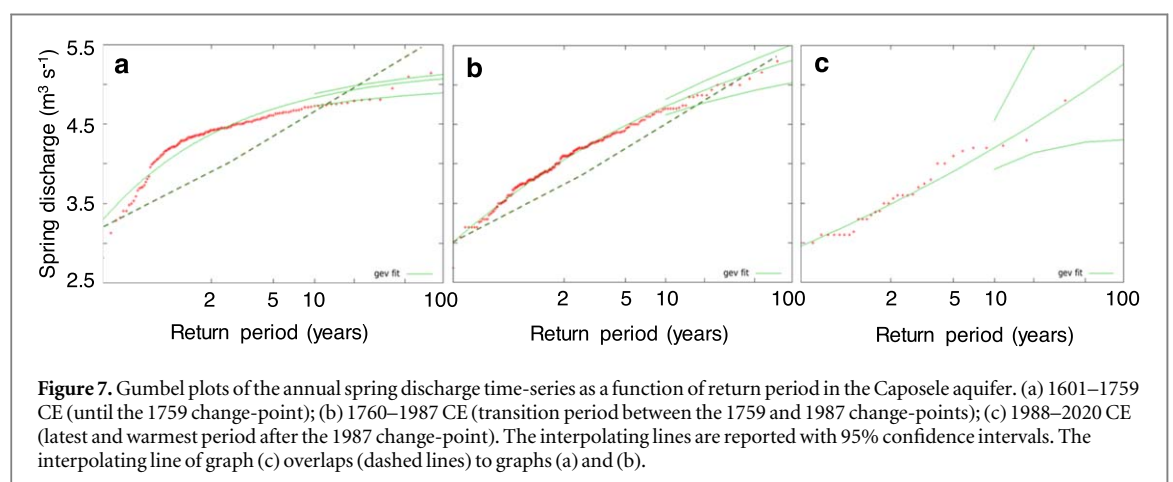 5.5
a
b
c
4.5
3.5
2.5
Spring discharge (m³ s⁻¹)
gev fit
gev fit
gev fit
2 5 10 100
2 5 10 100
2 5 10 100
Return period (years)
Return period (years)
Return period (years)
Figure 7. Gumbel plots of the annual spring discharge time-series as a function of return period in the Caposele aquifer. (a) 1601–1759
CE (until the 1759 change-point); (b) 1760–1987 CE (transition period between the 1759 and 1987 change-points); (c) 1988–2020 CE
(latest and warmest period after the 1987 change-point). The interpolating lines are reported with 95% confidence intervals. The
interpolating line of graph (c) overlaps (dashed lines) to graphs (a) and (b).